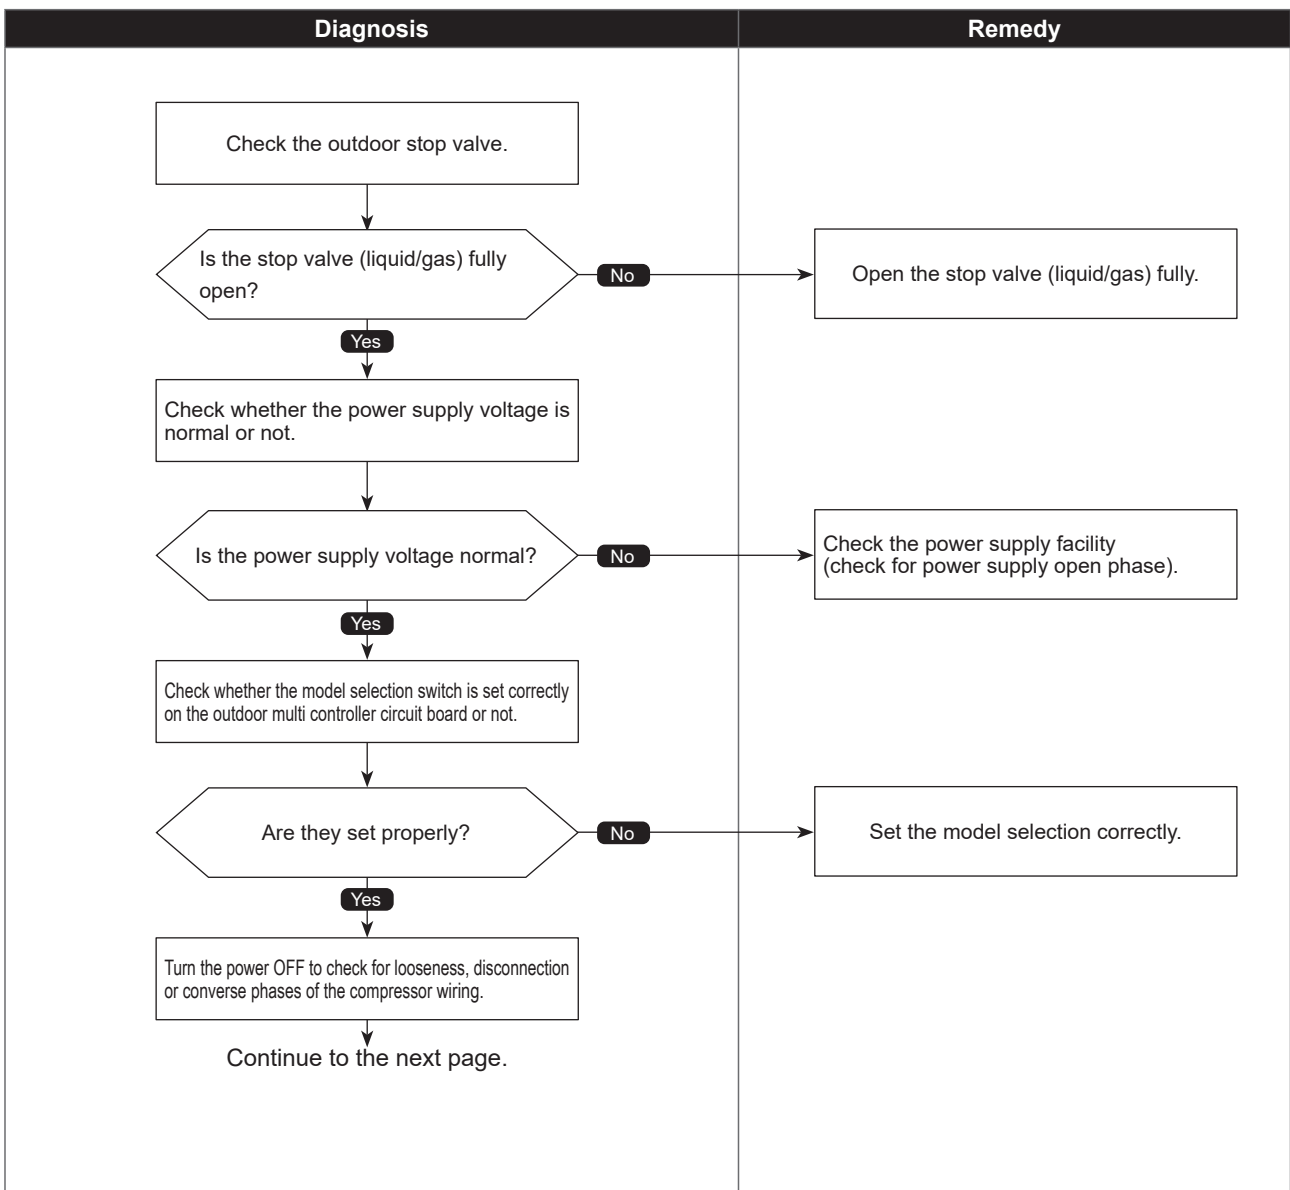 Diagnosis
Remedy
Check the outdoor stop valve.
Is the stop valve (liquid/gas) fully
open?
No
Open the stop valve (liquid/gas) fully.
Yes
Check whether the power supply voltage is
normal or not.
Is the power supply voltage normal?
No
Check the power supply facility
(check for power supply open phase).
Yes
Check whether the model selection switch is set correctly
on the outdoor multi controller circuit board or not.
Are they set properly?
No
Set the model selection correctly.
Yes
Turn the power OFF to check for looseness, disconnection
or converse phases of the compressor wiring.
Continue to the next page.